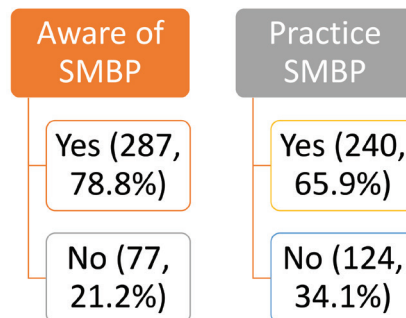 Aware of
SMBP
Yes (287,
78.8%)
No (77,
21.2%)
Practice
SMBP
Yes (240,
65.9%)
No (124,
34.1%)